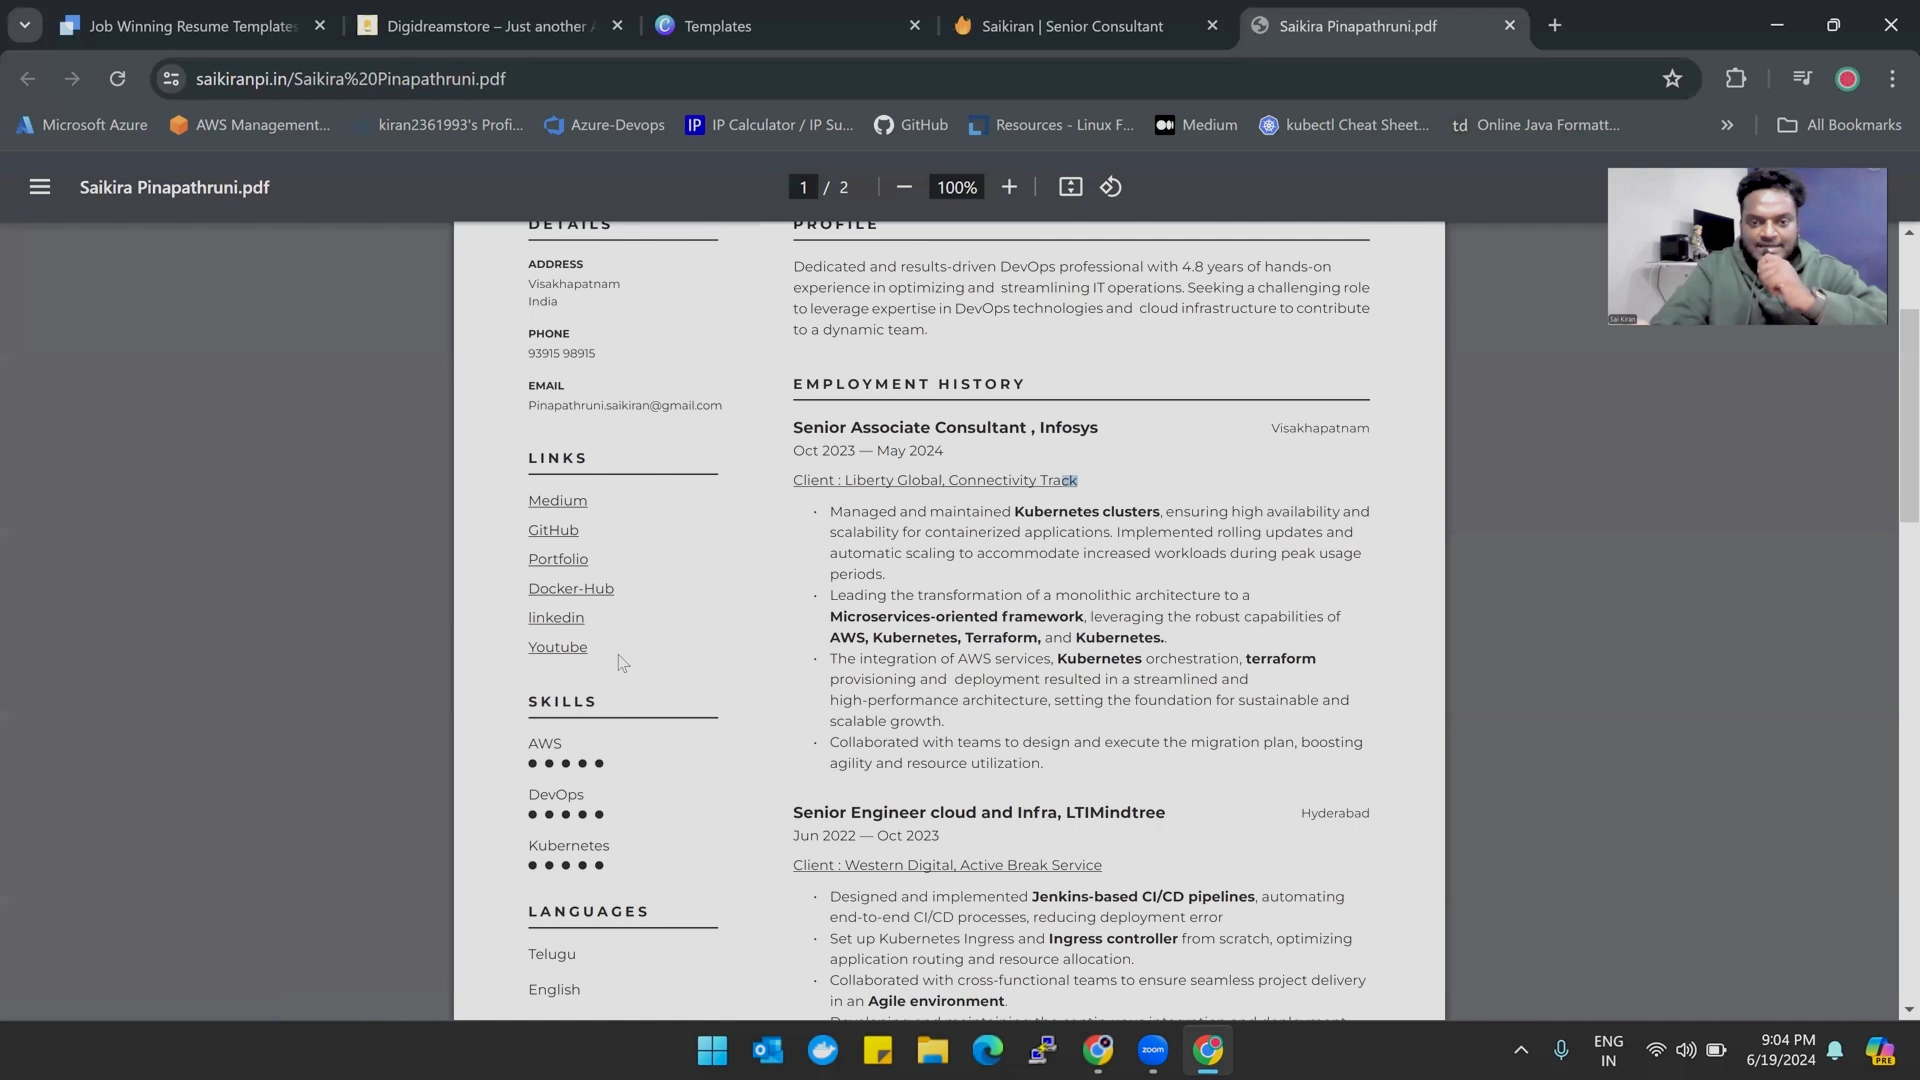 Job Winning Resume Templates
Digidreamstore – Just another
Templates
Saikiran | Senior Consultant
Saikira Pinapathruni.pdf
saikiranpi.in/Saikira%20Pinapathruni.pdf
Microsoft Azure
AWS Management...
kiran2361993's Profi...
Azure-Devops
IP
IP Calculator / IP Su...
GitHub
Resources - Linux F...
Medium
kubectl Cheat Sheet...
td
Online Java Formatt...
All Bookmarks
Saikira Pinapathruni.pdf
1 / 2
100%
Sai Kiran
DETAILS
ADDRESS
Visakhapatnam
India
PHONE
93915 98915
EMAIL
Pinapathruni.saikiran@gmail.com
LINKS
Medium
GitHub
Portfolio
Docker-Hub
linkedin
Youtube
SKILLS
AWS
DevOps
Kubernetes
LANGUAGES
Telugu
English
PROFILE
Dedicated and results-driven DevOps professional with 4.8 years of hands-on
experience in optimizing and streamlining IT operations. Seeking a challenging role
to leverage expertise in DevOps technologies and cloud infrastructure to contribute
to a dynamic team.
EMPLOYMENT HISTORY
Senior Associate Consultant , Infosys
Visakhapatnam
Oct 2023 — May 2024
Client : Liberty Global, Connectivity Track
· Managed and maintained Kubernetes clusters, ensuring high availability and
scalability for containerized applications. Implemented rolling updates and
automatic scaling to accommodate increased workloads during peak usage
periods.
· Leading the transformation of a monolithic architecture to a
Microservices-oriented framework, leveraging the robust capabilities of
AWS, Kubernetes, Terraform, and Kubernetes..
· The integration of AWS services, Kubernetes orchestration, terraform
provisioning and deployment resulted in a streamlined and
high-performance architecture, setting the foundation for sustainable and
scalable growth.
· Collaborated with teams to design and execute the migration plan, boosting
agility and resource utilization.
Senior Engineer cloud and Infra, LTIMindtree
Hyderabad
Jun 2022 — Oct 2023
Client : Western Digital, Active Break Service
· Designed and implemented Jenkins-based CI/CD pipelines, automating
end-to-end CI/CD processes, reducing deployment error
· Set up Kubernetes Ingress and Ingress controller from scratch, optimizing
application routing and resource allocation.
· Collaborated with cross-functional teams to ensure seamless project delivery
in an Agile environment.
zoom
ENG
IN
9:04 PM
6/19/2024
PRE